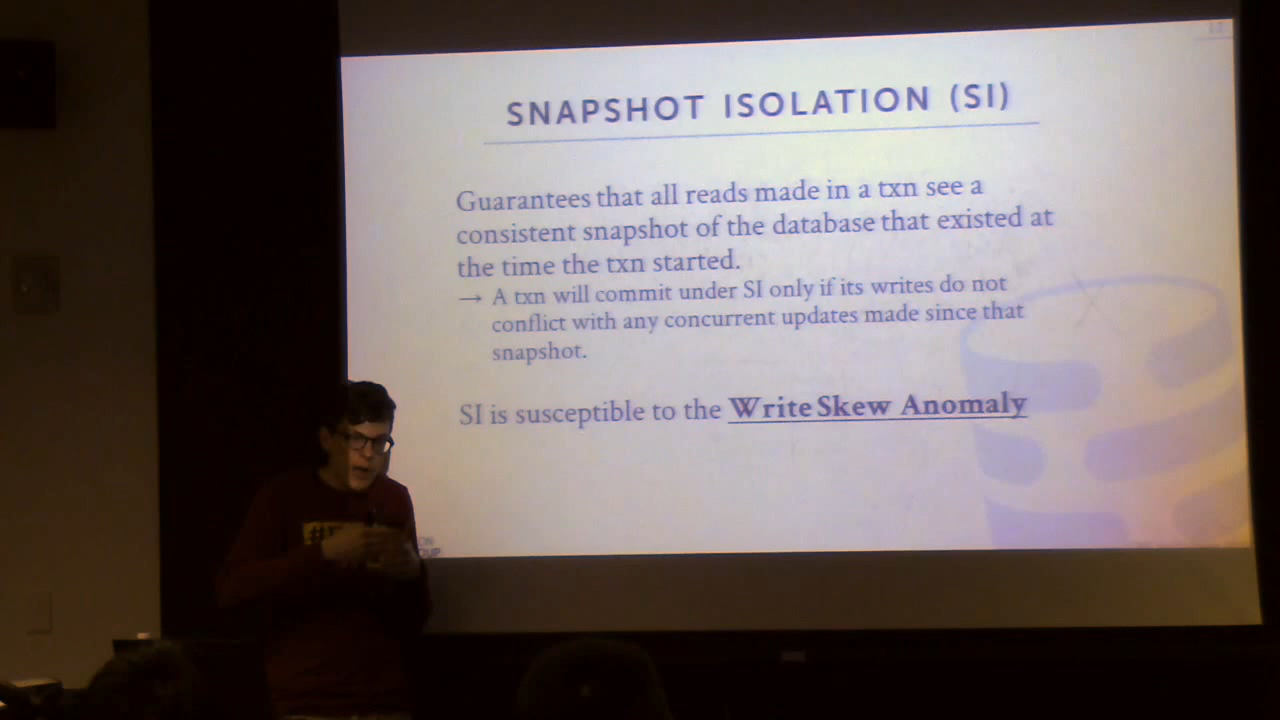 SNAPSHOT ISOLATION (SI)
Guarantees that all reads made in a txn see a
consistent snapshot of the database that existed at
the time the txn started.
→ A txn will commit under SI only if its writes do not
conflict with any concurrent updates made since that
snapshot.
SI is susceptible to the Write Skew Anomaly